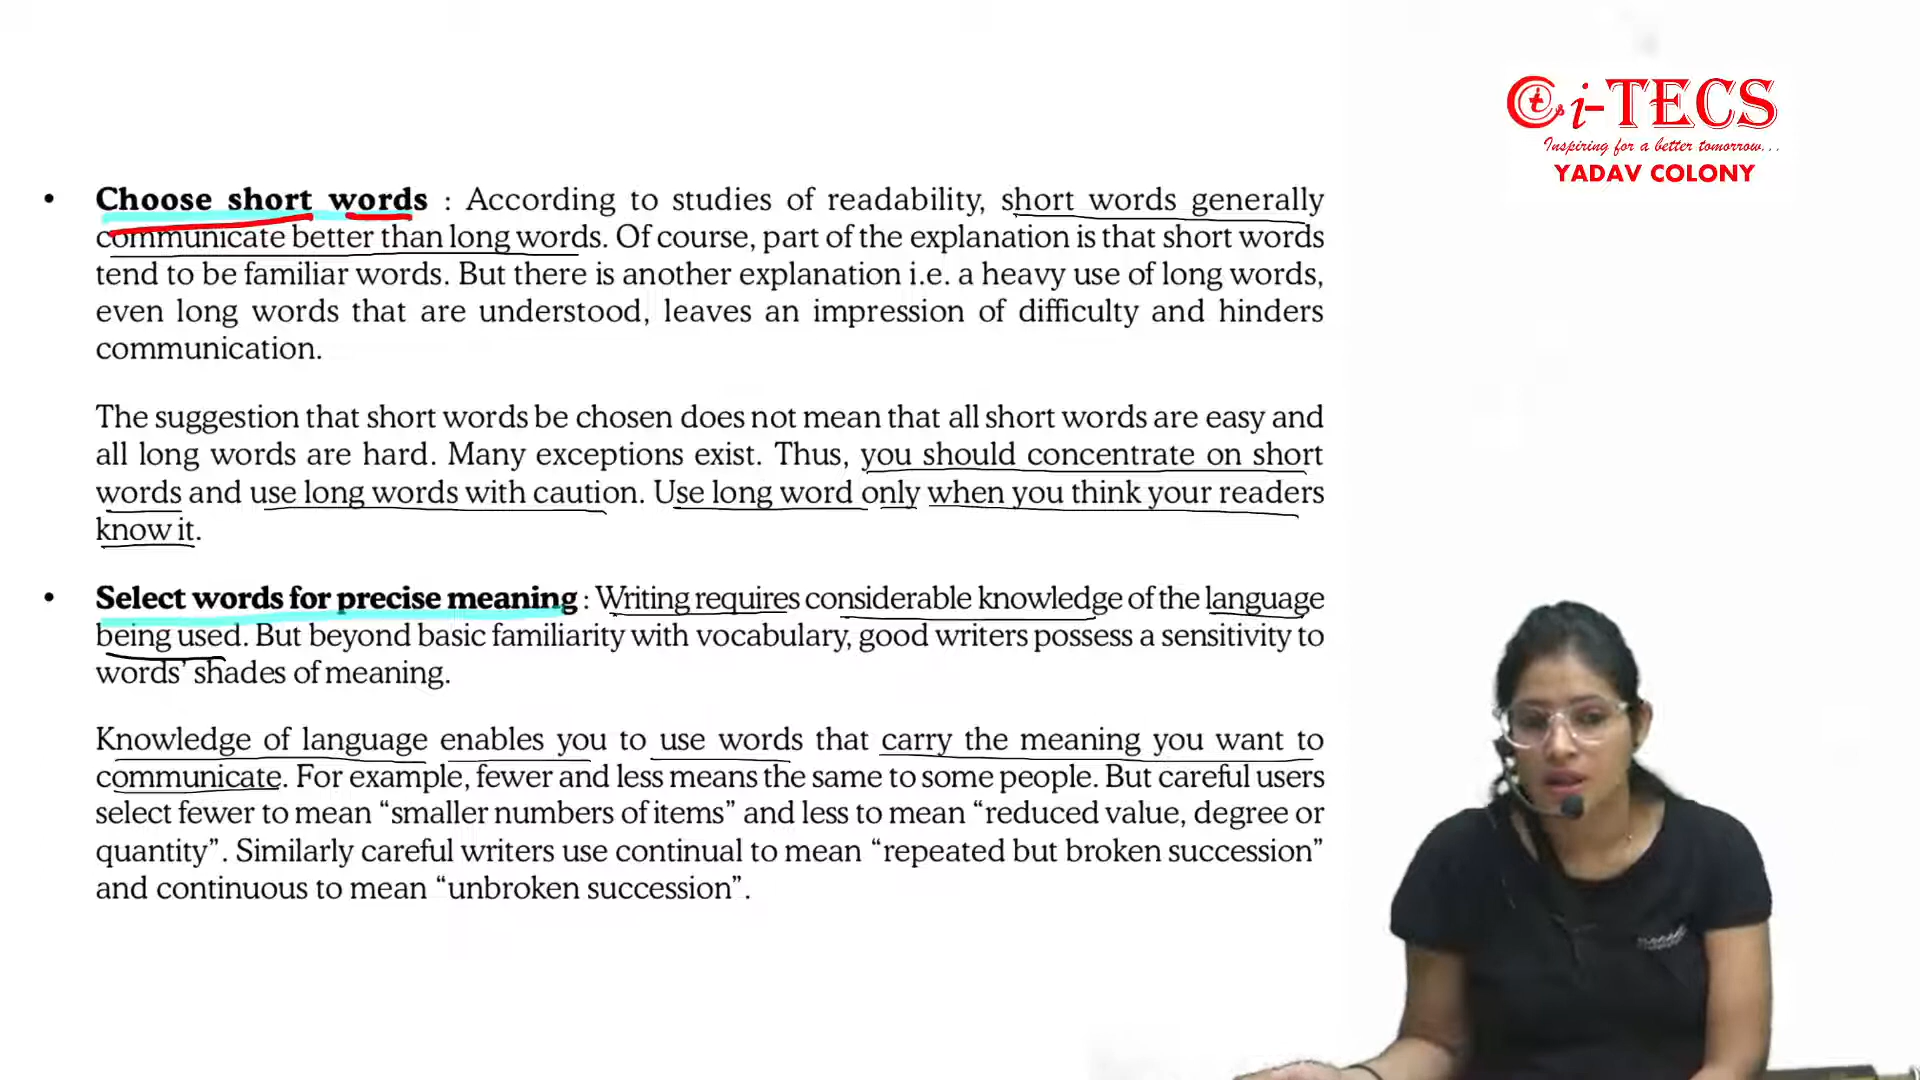 i-TECS
Inspiring for a better tomorrow...
YADAV COLONY
• Choose short words : According to studies of readability, short words generally
communicate better than long words. Of course, part of the explanation is that short words
tend to be familiar words. But there is another explanation i.e. a heavy use of long words,
even long words that are understood, leaves an impression of difficulty and hinders
communication.
The suggestion that short words be chosen does not mean that all short words are easy and
all long words are hard. Many exceptions exist. Thus, you should concentrate on short
words and use long words with caution. Use long word only when you think your readers
know it.
• Select words for precise meaning : Writing requires considerable knowledge of the language
being used. But beyond basic familiarity with vocabulary, good writers possess a sensitivity to
words’ shades of meaning.
Knowledge of language enables you to use words that carry the meaning you want to
communicate. For example, fewer and less means the same to some people. But careful users
select fewer to mean “smaller numbers of items” and less to mean “reduced value, degree or
quantity”. Similarly careful writers use continual to mean “repeated but broken succession”
and continuous to mean “unbroken succession”.